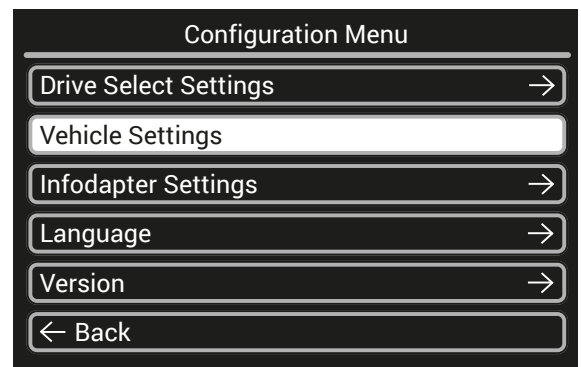 Configuration Menu
Drive Select Settings →
Vehicle Settings
Infodapter Settings →
Language →
Version →
← Back